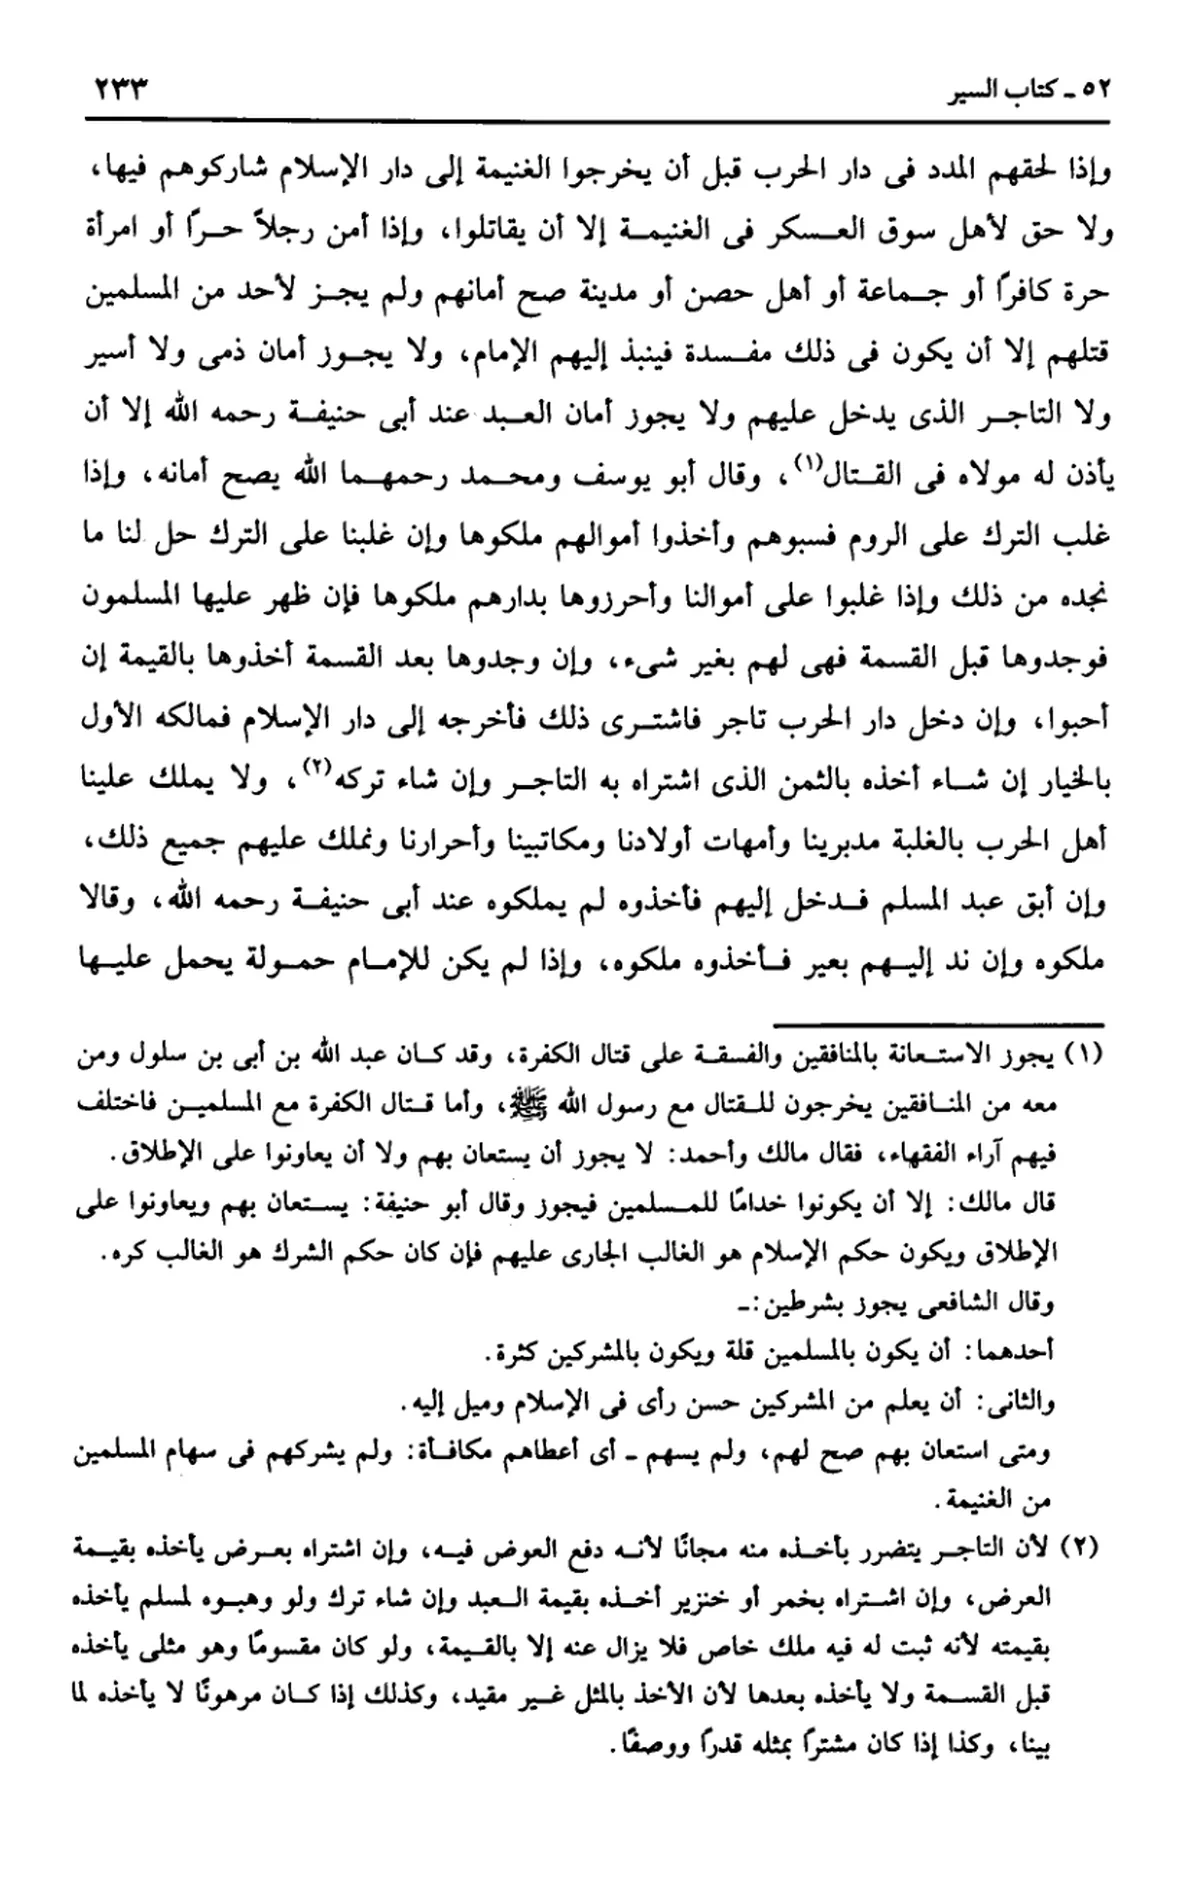 ٥٢ - كتاب السير
٢٣٣
وإذا لحقهم المدد فى دار الحرب قبل أن يخرجوا الغنيمة إلى دار الإسلام شاركوهم فيها،
ولا حق لأهل سوق العسكر فى الغنيمة إلا أن يقاتلوا، وإذا أمن رجلاً حراً أو امرأة
حرة كافراً أو جماعة أو أهل حصن أو مدينة صح أمانهم ولم يجز لأحد من المسلمين
قتلهم إلا أن يكون فى ذلك مفسدة فينبذ إليهم الإمام، ولا يجوز أمان ذمى ولا أسير
ولا التاجر الذى يدخل عليهم ولا يجوز أمان العبد عند أبى حنيفة رحمه الله إلا أن
يأذن له مولاه فى القتال(١)، وقال أبو يوسف ومحمد رحمهما الله يصح أمانه، وإذا
غلب الترك على الروم فسبوهم وأخذوا أموالهم ملكوها وإن غلبنا على الترك حل لنا ما
نجده من ذلك وإذا غلبوا على أموالنا وأحرزوها بدارهم ملكوها فإن ظهر عليها المسلمون
فوجدوها قبل القسمة فهى لهم بغير شىء، وإن وجدوها بعد القسمة أخذوها بالقيمة إن
أحبوا، وإن دخل دار الحرب تاجر فاشترى ذلك فأخرجه إلى دار الإسلام فمالكه الأول
بالخيار إن شاء أخذه بالثمن الذى اشتراه به التاجر وإن شاء تركه(٢)، ولا يملك علينا
أهل الحرب بالغلبة مدبرينا وأمهات أولادنا ومكاتبينا وأحرارنا ونملك عليهم جميع ذلك،
وإن أبق عبد المسلم فدخل إليهم فأخذوه لم يملكوه عند أبى حنيفة رحمه الله، وقالا
ملكوه وإن ند إليهم بعير فأخذوه ملكوه، وإذا لم يكن للإمام حمولة يحمل عليها
(١) يجوز الاستعانة بالمنافقين والفسقة على قتال الكفرة، وقد كان عبد الله بن أبى بن سلول ومن
معه من المنافقين يخرجون للقتال مع رسول الله ﷺ، وأما قتال الكفرة مع المسلمين فاختلف
فيهم آراء الفقهاء، فقال مالك وأحمد: لا يجوز أن يستعان بهم ولا أن يعاونوا على الإطلاق.
قال مالك: إلا أن يكونوا خداماً للمسلمين فيجوز وقال أبو حنيفة: يستعان بهم ويعاونوا على
الإطلاق ويكون حكم الإسلام هو الغالب الجارى عليهم فإن كان حكم الشرك هو الغالب كره.
وقال الشافعى يجوز بشرطين:-
أحدهما: أن يكون بالمسلمين قلة ويكون بالمشركين كثرة.
والثانى: أن يعلم من المشركين حسن رأى فى الإسلام وميل إليه.
ومتى استعان بهم صح لهم، ولم يسهم - أى أعطاهم مكافأة: ولم يشركهم فى سهام المسلمين
من الغنيمة.
(٢) لأن التاجر يتضرر بأخذه منه مجانًا لأنه دفع العوض فيه، وإن اشتراه بعرض يأخذه بقيمة
العرض، وإن اشتراه بخمر أو خنزير أخذه بقيمة العبد وإن شاء ترك ولو وهبوه لمسلم يأخذه
بقيمته لأنه ثبت له فيه ملك خاص فلا يزال عنه إلا بالقيمة، ولو كان مقسومًا وهو مثلى يأخذه
قبل القسمة ولا يأخذه بعدها لأن الأخذ بالمثل غير مقيد، وكذلك إذا كان مرهونًا لا يأخذه لما
بينا، وكذا إذا كان مشتراً بمثله قدراً ووصفًا.